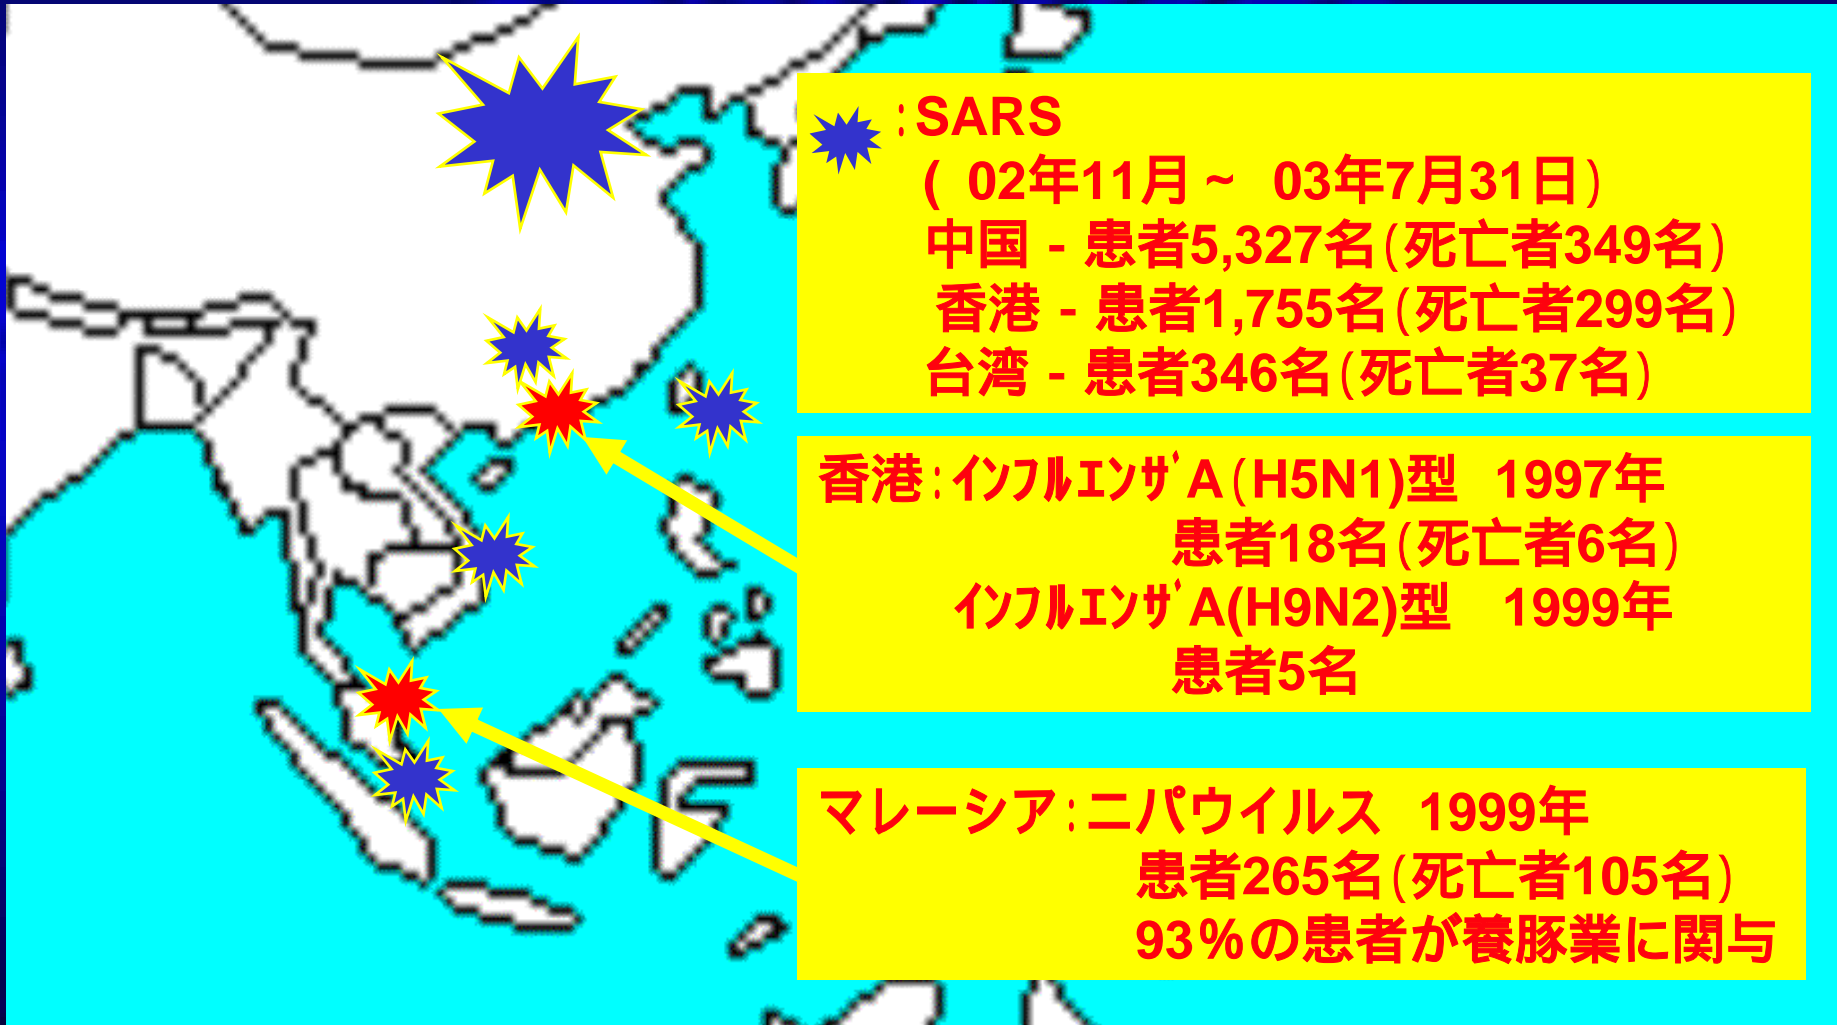 :SARS
( 02年11月~ 03年7月31日)
中国 - 患者5,327名(死亡者349名)
香港 - 患者1,755名(死亡者299名)
台湾 - 患者346名(死亡者37名)
香港:ｲﾝﾌﾙｴﾝｻﾞA(H5N1)型 1997年
患者18名(死亡者6名)
ｲﾝﾌﾙｴﾝｻﾞA(H9N2)型 1999年
患者5名
マレーシア:ニパウイルス 1999年
患者265名(死亡者105名)
93%の患者が養豚業に関与